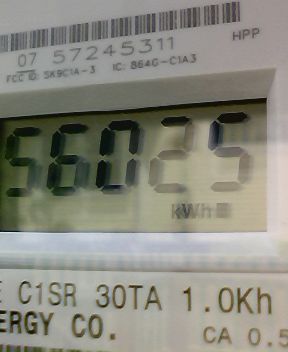 07 57245311
HPP
FCC ID: SK9C1A-3 IC: 864G-C1A3
56025
kWh
C1SR 30TA 1.0Kh
ERGY CO.
CA 0.5